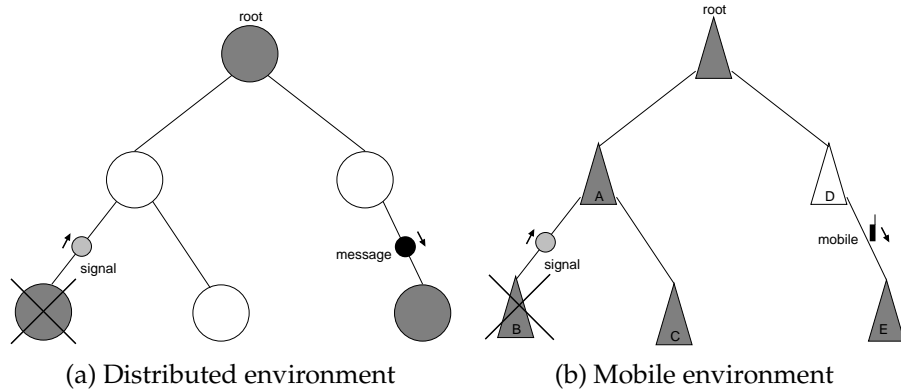 root
signal
message
(a) Distributed environment
root
A
D
mobile
signal
B
C
E
(b) Mobile environment